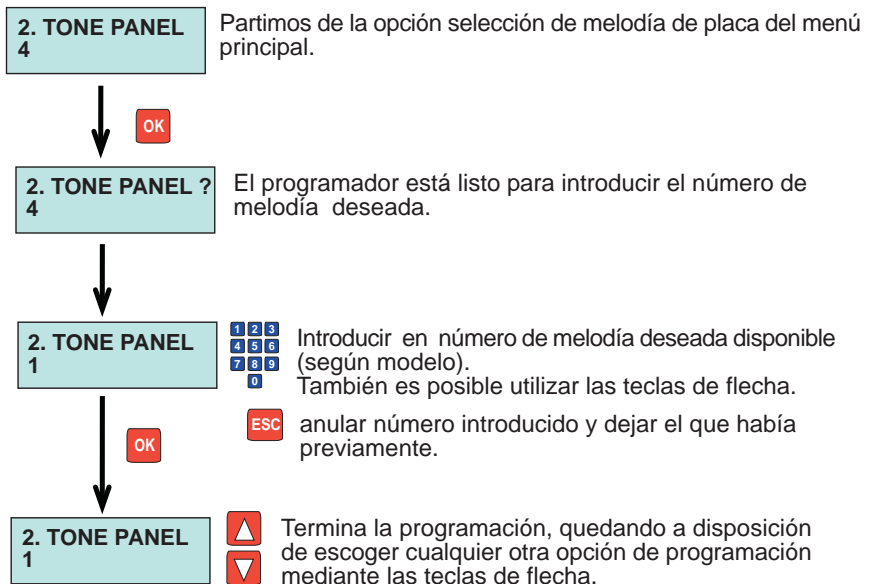 2. TONE PANEL
4
Partimos de la opción selección de melodía de placa del menú
principal.
OK
2. TONE PANEL ?
4
El programador está listo para introducir el número de
melodía deseada.
2. TONE PANEL
1
1 2 3
4 5 6
7 8 9
0
Introducir en número de melodía deseada disponible
(según modelo).
También es posible utilizar las teclas de flecha.
ESC
anular número introducido y dejar el que había
previamente.
OK
2. TONE PANEL
1
Termina la programación, quedando a disposición
de escoger cualquier otra opción de programación
mediante las teclas de flecha.